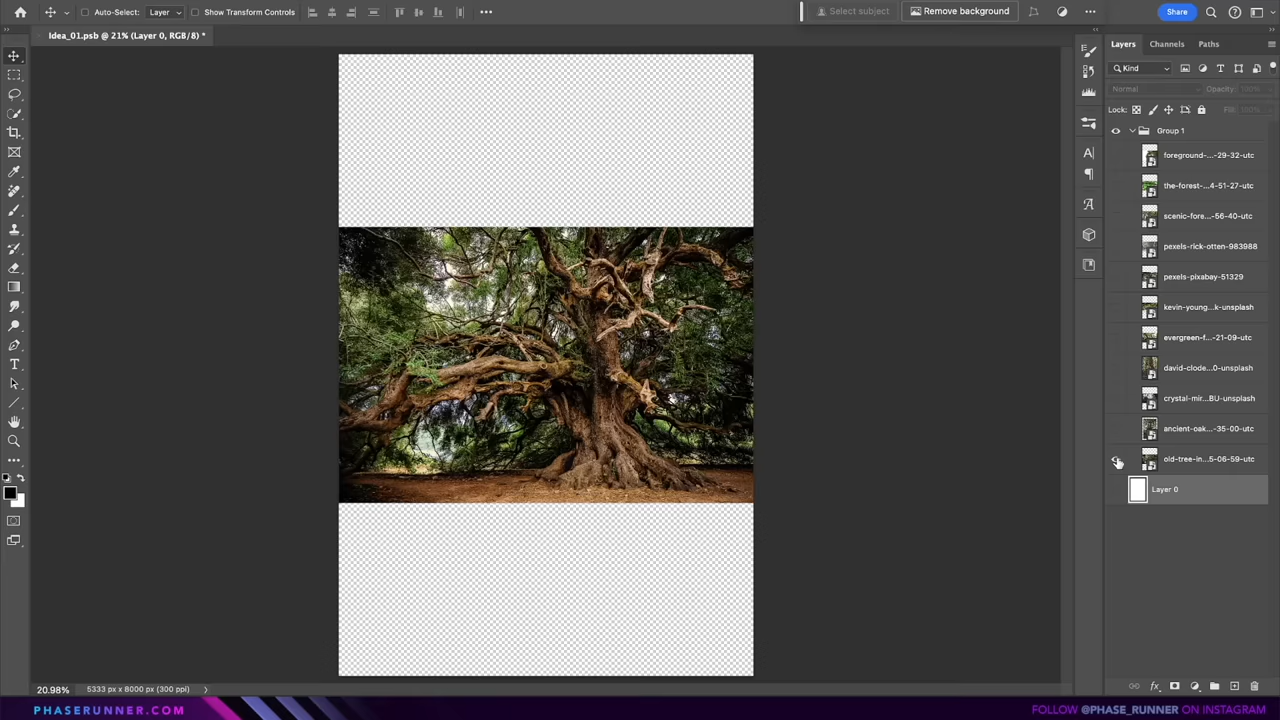 Auto-Select: Layer Show Transform Controls
Select subject Remove background Share
Idea_01.psb @ 21% (Layer 0, RGB/8) *
Layers Channels Paths
Kind
Normal Opacity: 100%
Lock: Fill: 100%
Group 1
foreground-...-29-32-utc
the-forest-...4-51-27-utc
scenic-fore...-56-40-utc
pexels-rick-otten-983988
pexels-pixabay-51329
kevin-young...k-unsplash
evergreen-f...-21-09-utc
david-clode...0-unsplash
crystal-mir...BU-unsplash
ancient-oak...-35-00-utc
old-tree-in...5-06-59-utc
Layer 0
20.98% 5333 px x 8000 px (300 ppi)
PHASERUNNER.COM
FOLLOW @PHASE_RUNNER ON INSTAGRAM